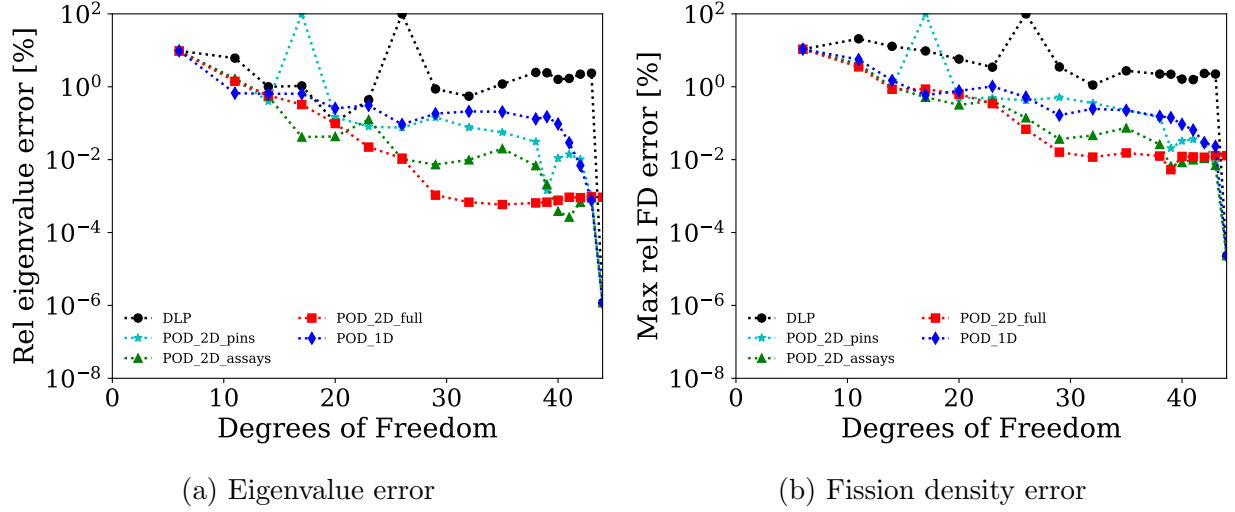 10^2
10^0
10^-2
10^-4
10^-6
10^-8
Rel eigenvalue error [%]
DLP
POD_2D_pins
POD_2D_assays
POD_2D_full
POD_1D
0 10 20 30 40
Degrees of Freedom
(a) Eigenvalue error
10^2
10^0
10^-2
10^-4
10^-6
10^-8
Max rel FD error [%]
DLP
POD_2D_pins
POD_2D_assays
POD_2D_full
POD_1D
0 10 20 30 40
Degrees of Freedom
(b) Fission density error